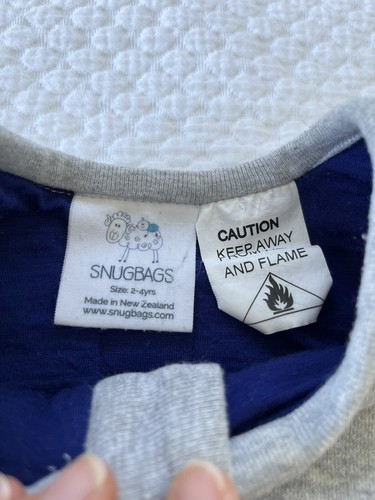 SNUGBAGS
Size: 2-4yrs
Made in New Zealand
www.snugbags.com
CAUTION
KEEP AWAY
AND FLAME